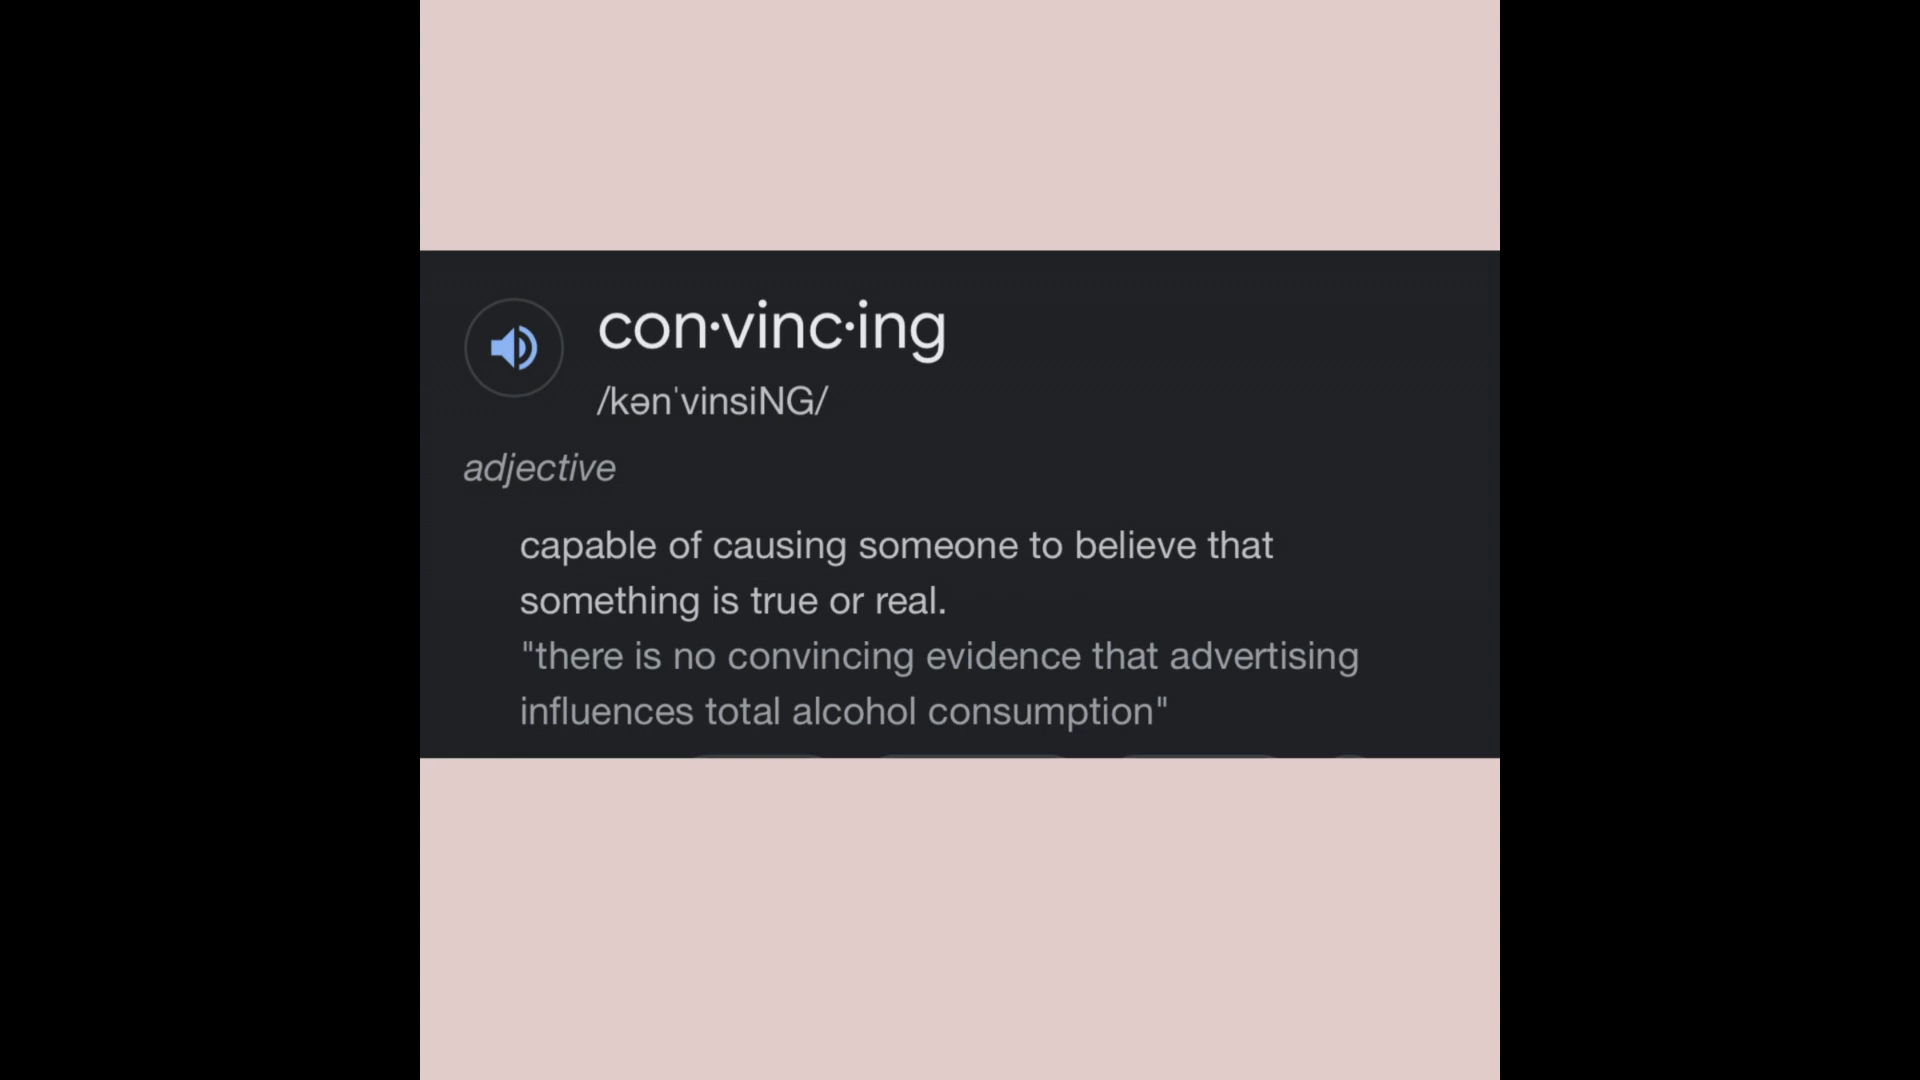 con·vinc·ing
/kənˈvinsiNG/
adjective
capable of causing someone to believe that
something is true or real.
"there is no convincing evidence that advertising
influences total alcohol consumption"